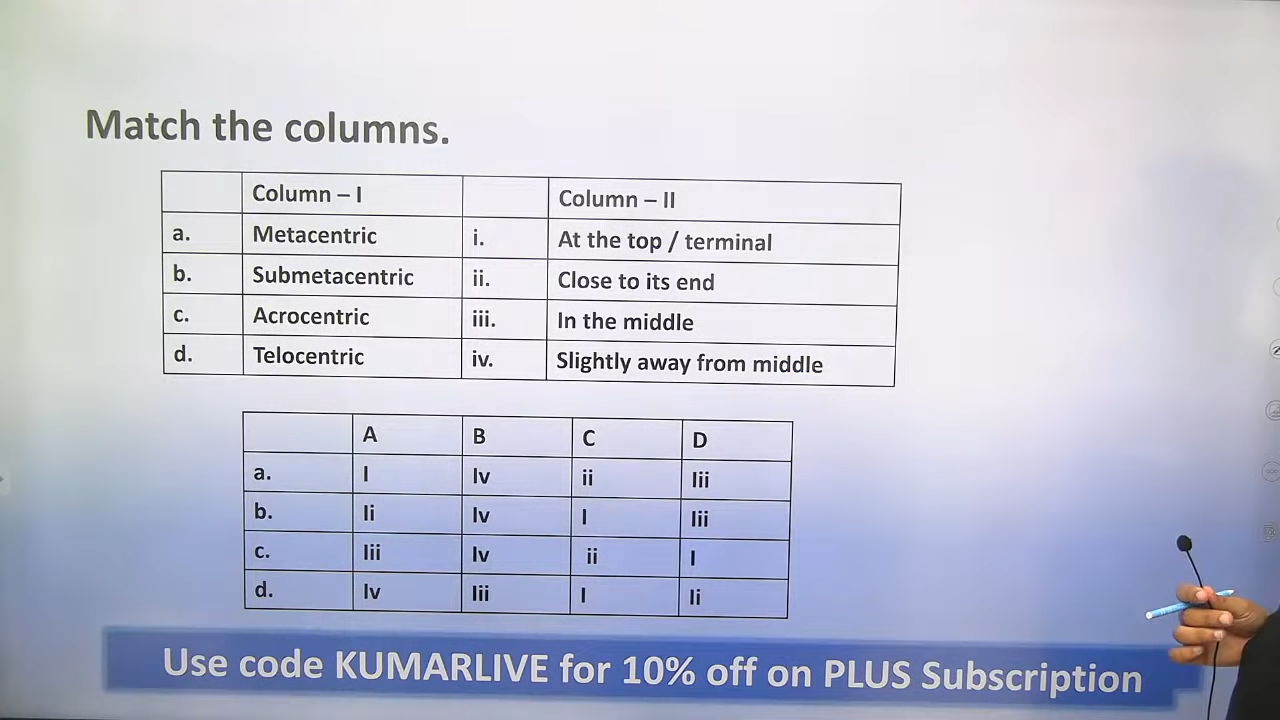 Match the columns.
Column – I Column – II
a. Metacentric i. At the top / terminal
b. Submetacentric ii. Close to its end
c. Acrocentric iii. In the middle
d. Telocentric iv. Slightly away from middle
A B C D
a. I Iv ii Iii
b. Ii Iv I Iii
c. Iii Iv ii I
d. Iv Iii I Ii
Use code KUMARLIVE for 10% off on PLUS Subscription